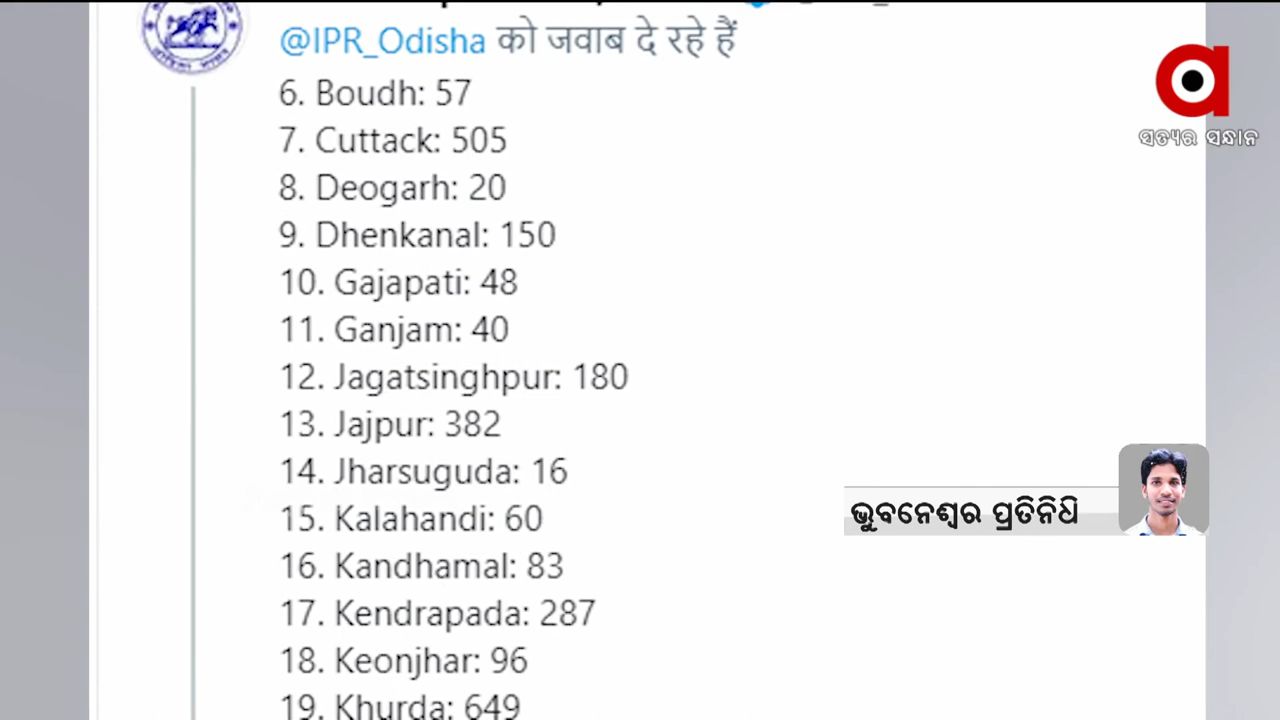 @IPR_Odisha को जवाब दे रहे हैं
6. Boudh: 57
7. Cuttack: 505
8. Deogarh: 20
9. Dhenkanal: 150
10. Gajapati: 48
11. Ganjam: 40
12. Jagatsinghpur: 180
13. Jajpur: 382
14. Jharsuguda: 16
15. Kalahandi: 60
16. Kandhamal: 83
17. Kendrapada: 287
18. Keonjhar: 96
19. Khurda: 649
ସତ୍ୟର ସନ୍ଧାନ
ଭୁବନେଶ୍ୱର ପ୍ରତିନିଧି